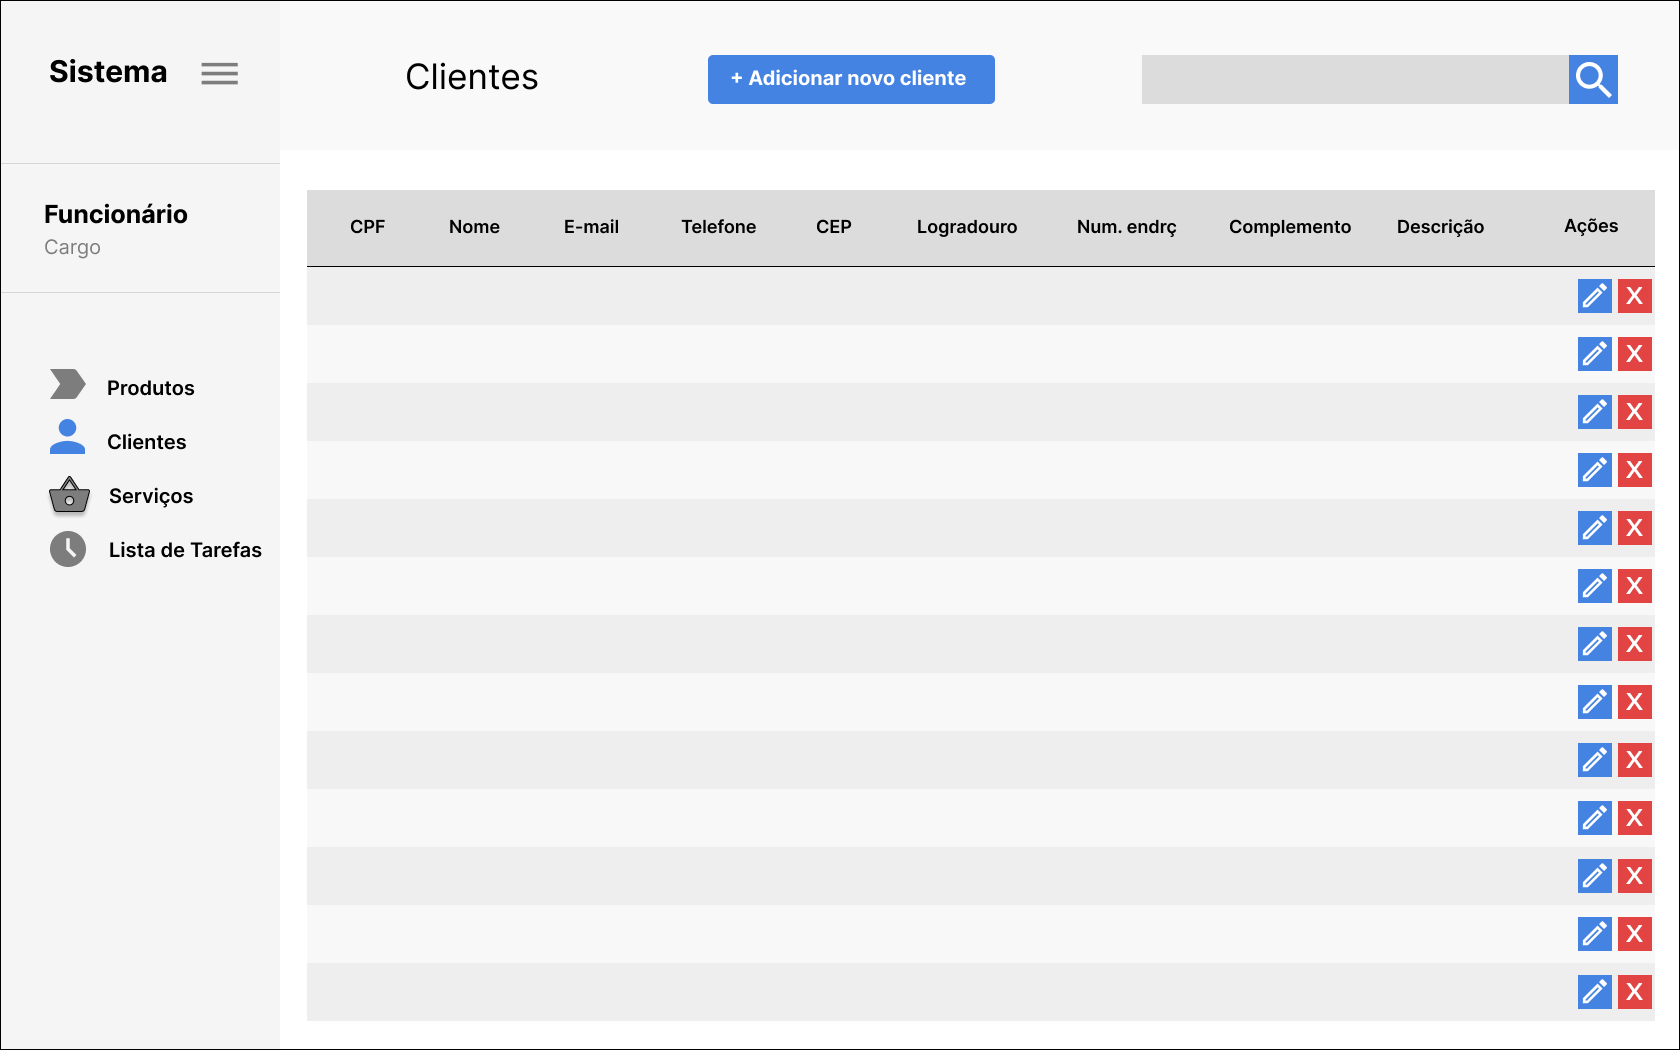 Sistema
Clientes
+ Adicionar novo cliente
Funcionário
Cargo
Produtos
Clientes
Serviços
Lista de Tarefas
CPF Nome E-mail Telefone CEP Logradouro Num. endrç Complemento Descrição Ações
X
X
X
X
X
X
X
X
X
X
X
X
X